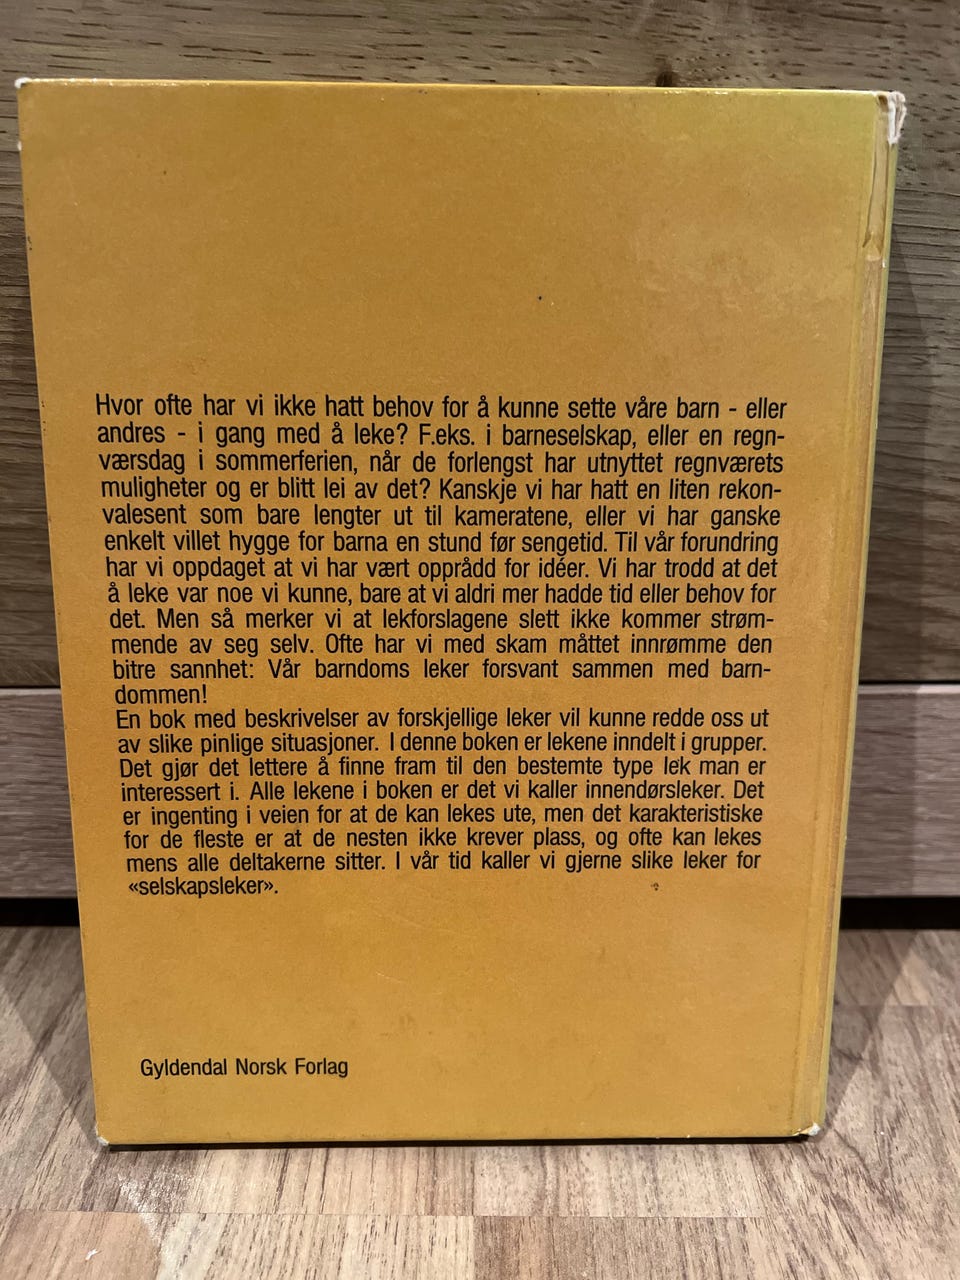 Hvor ofte har vi ikke hatt behov for å kunne sette våre barn - eller
andres - i gang med å leke? F.eks. i barneselskap, eller en regn-
værsdag i sommerferien, når de forlengst har utnyttet regnværets
muligheter og er blitt lei av det? Kanskje vi har hatt en liten rekon-
valesent som bare lengter ut til kameratene, eller vi har ganske
enkelt villet hygge for barna en stund før sengetid. Til vår forundring
har vi oppdaget at vi har vært opprådd for idéer. Vi har trodd at det
å leke var noe vi kunne, bare at vi aldri mer hadde tid eller behov for
det. Men så merker vi at lekforslagene slett ikke kommer strøm-
mende av seg selv. Ofte har vi med skam måttet innrømme den
bitre sannhet: Vår barndoms leker forsvant sammen med barn-
dommen!
En bok med beskrivelser av forskjellige leker vil kunne redde oss ut
av slike pinlige situasjoner. I denne boken er lekene inndelt i grupper.
Det gjør det lettere å finne fram til den bestemte type lek man er
interessert i. Alle lekene i boken er det vi kaller innendørsleker. Det
er ingenting i veien for at de kan lekes ute, men det karakteristiske
for de fleste er at de nesten ikke krever plass, og ofte kan lekes
mens alle deltakerne sitter. I vår tid kaller vi gjerne slike leker for
«selskapsleker».
Gyldendal Norsk Forlag